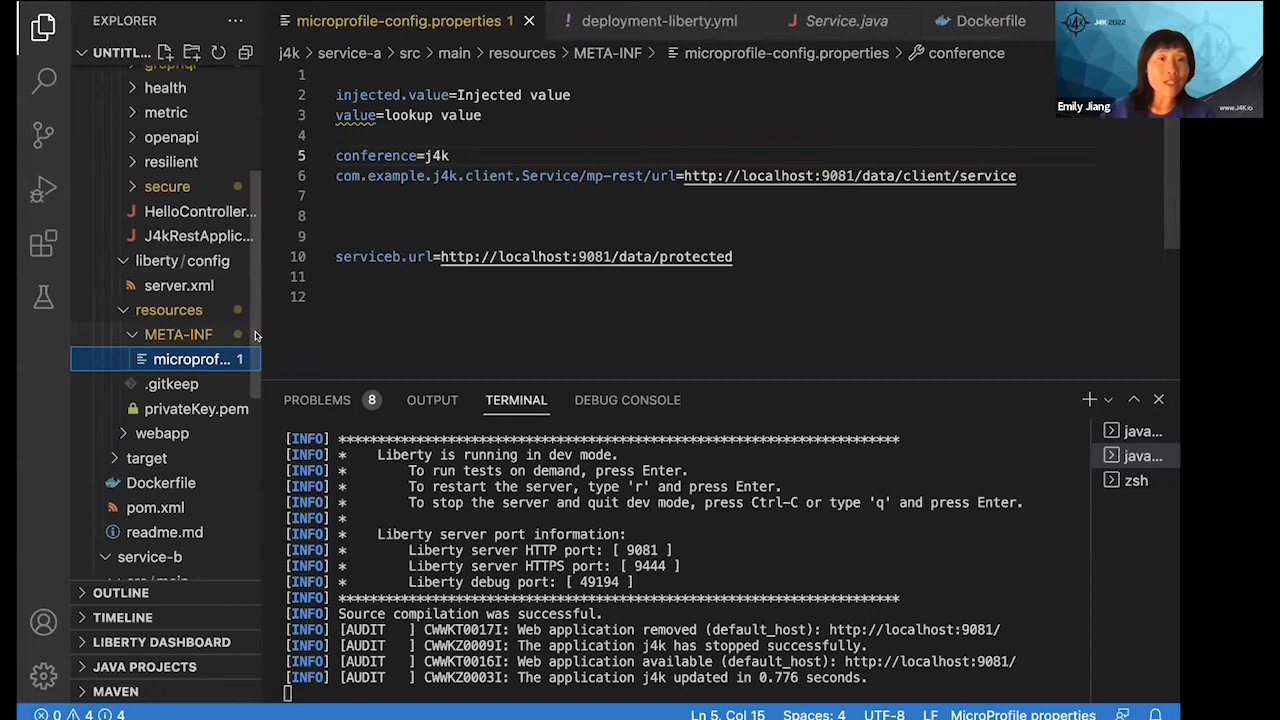 EXPLORER
UNTITL...
health
metric
openapi
resilient
secure
HelloController...
J4kRestApplic...
liberty/config
server.xml
resources
META-INF
microprof... 1
.gitkeep
privateKey.pem
webapp
target
Dockerfile
pom.xml
readme.md
service-b
OUTLINE
TIMELINE
LIBERTY DASHBOARD
JAVA PROJECTS
MAVEN
microprofile-config.properties 1
deployment-liberty.yml
Service.java
Dockerfile
j4k > service-a > src > main > resources > META-INF > microprofile-config.properties > conference
1
2 injected.value=Injected value
3 value=lookup value
4
5 conference=j4k
6 com.example.j4k.client.Service/mp-rest/url=http://localhost:9081/data/client/service
7
8
9
10 serviceb.url=http://localhost:9081/data/protected
11
12
J4K 2022
Emily Jiang
www.J4K.io
PROBLEMS 8 OUTPUT TERMINAL DEBUG CONSOLE
[INFO] ************************************************************************
[INFO] * Liberty is running in dev mode.
[INFO] * To run tests on demand, press Enter.
[INFO] * To restart the server, type 'r' and press Enter.
[INFO] * To stop the server and quit dev mode, press Ctrl-C or type 'q' and press Enter.
[INFO] *
[INFO] * Liberty server port information:
[INFO] * Liberty server HTTP port: [ 9081 ]
[INFO] * Liberty server HTTPS port: [ 9444 ]
[INFO] * Liberty debug port: [ 49194 ]
[INFO] ************************************************************************
[INFO] Source compilation was successful.
[INFO] [AUDIT ] CWWKT0017I: Web application removed (default_host): http://localhost:9081/
[INFO] [AUDIT ] CWWKZ0009I: The application j4k has stopped successfully.
[INFO] [AUDIT ] CWWKT0016I: Web application available (default_host): http://localhost:9081/
[INFO] [AUDIT ] CWWKZ0003I: The application j4k updated in 0.776 seconds.
java...
java...
zsh
0 4 4
Ln 5, Col 15 Spaces: 4 UTF-8 LF MicroProfile properties